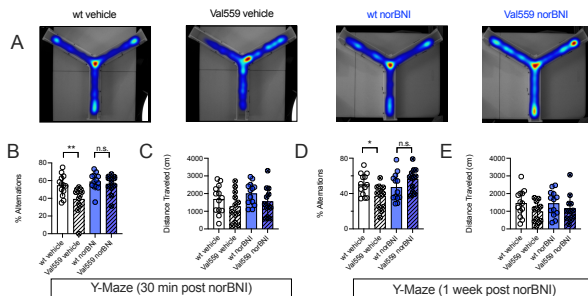 wt vehicle
Val559 vehicle
wt norBNI
Val559 norBNI
A
B
% Alternations
80
60
40
20
0
**
n.s.
wt vehicle
Val559 vehicle
wt norBNI
Val559 norBNI
C
Distance Traveled (cm)
4000
3000
2000
1000
0
wt vehicle
Val559 vehicle
wt norBNI
Val559 norBNI
Y-Maze (30 min post norBNI)
D
% Alternations
100
80
60
40
20
0
*
n.s.
wt vehicle
Val559 vehicle
wt norBNI
Val559 norBNI
E
Distance Traveled (cm)
4000
3000
2000
1000
0
wt vehicle
Val559 vehicle
wt norBNI
Val559 norBNI
Y-Maze (1 week post norBNI)